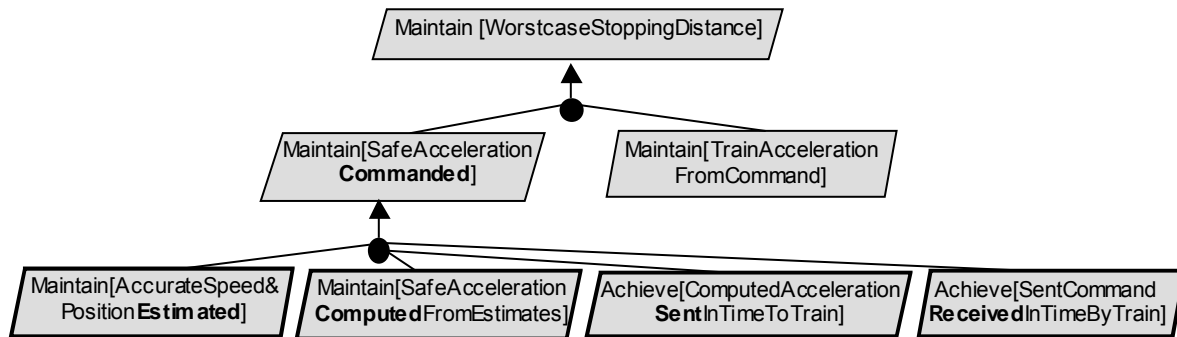 Maintain [WorstcaseStoppingDistance]
Maintain[SafeAcceleration
Commanded]
Maintain[TrainAcceleration
FromCommand]
Maintain[AccurateSpeed&
PositionEstimated]
Maintain[SafeAcceleration
ComputedFromEstimates]
Achieve[ComputedAcceleration
SentInTimeToTrain]
Achieve[SentCommand
ReceivedInTimeByTrain]